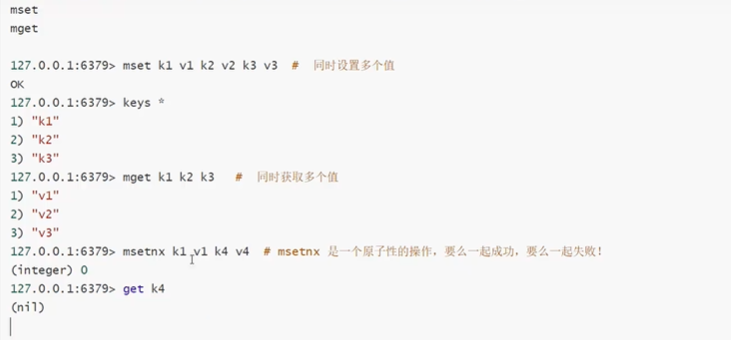 mset
mget
127.0.0.1:6379> mset k1 v1 k2 v2 k3 v3 # 同时设置多个值
OK
127.0.0.1:6379> keys *
1) "k1"
2) "k2"
3) "k3"
127.0.0.1:6379> mget k1 k2 k3 # 同时获取多个值
1) "v1"
2) "v2"
3) "v3"
127.0.0.1:6379> msetnx k1 v1 k4 v4 # msetnx 是一个原子性的操作，要么一起成功，要么一起失败！
(integer) 0
127.0.0.1:6379> get k4
(nil)